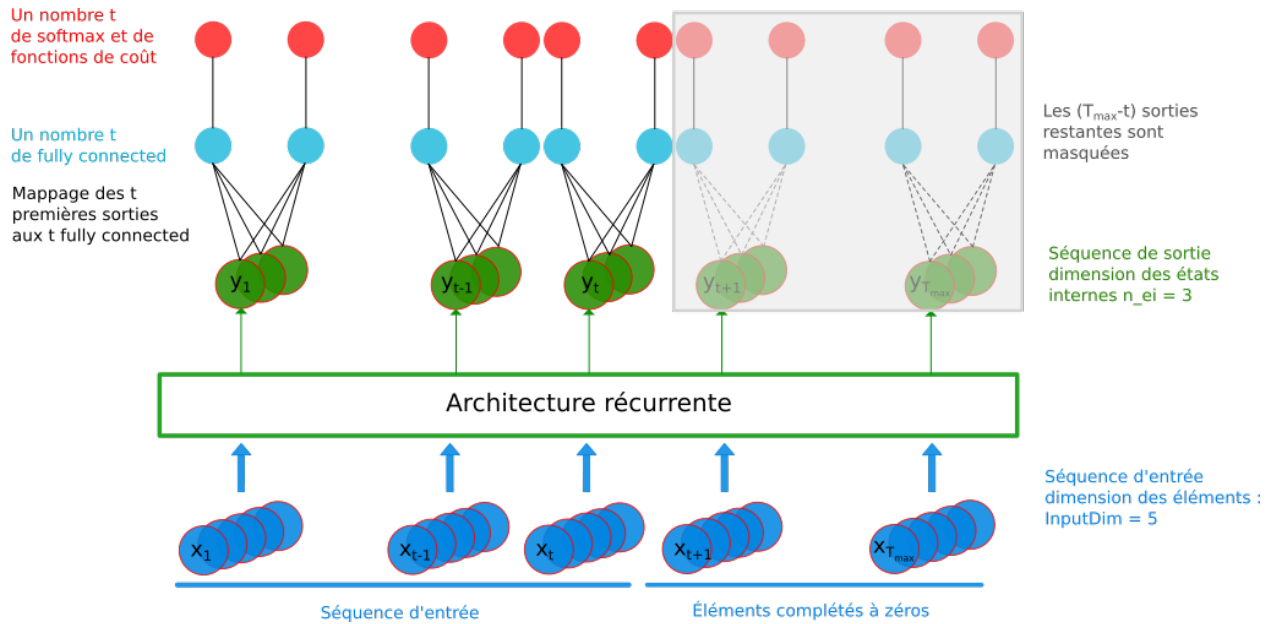 Un nombre t
de softmax et de
fonctions de coût
Un nombre t
de fully connected
Mappage des t
premières sorties
aux t fully connected
Les (Tmax-t) sorties
restantes sont
masquées
y1
yt-1
yt
yt+1
yTmax
Séquence de sortie
dimension des états
internes n_ei = 3
Architecture récurrente
Séquence d'entrée
dimension des éléments :
InputDim = 5
x1
xt-1
xt
xt+1
xTmax
Séquence d'entrée
Éléments complétés à zéros